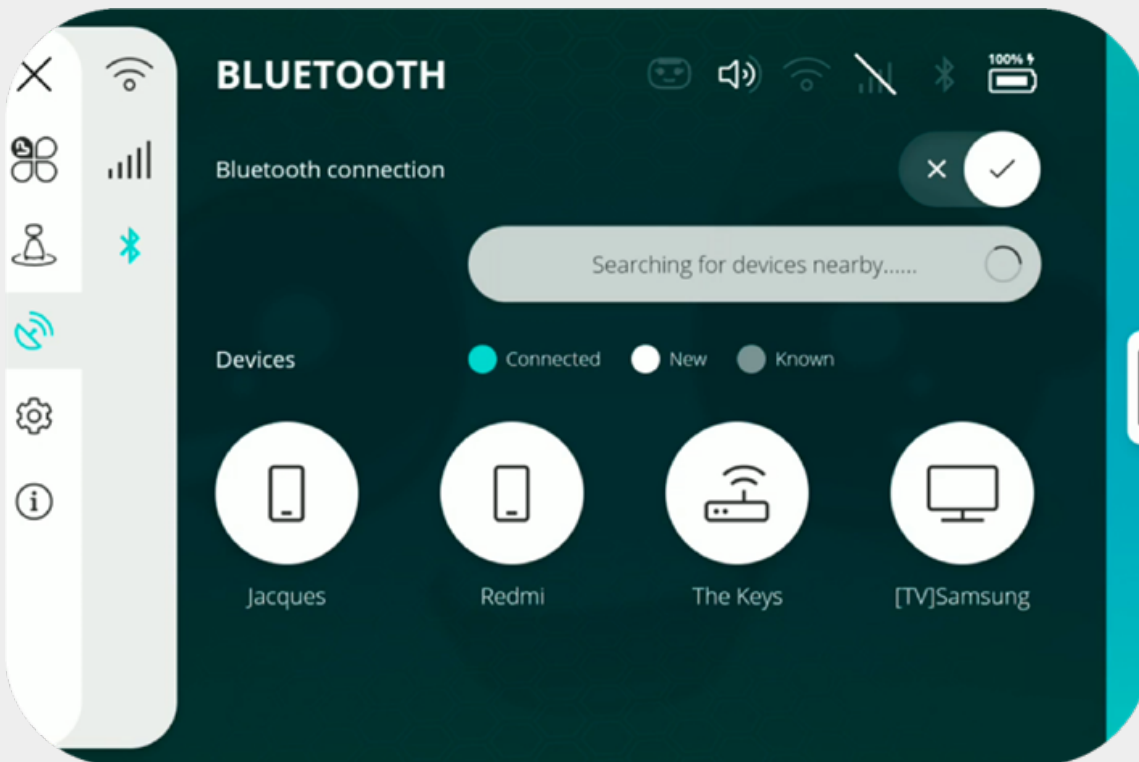 BLUETOOTH
100%
Bluetooth connection
Searching for devices nearby......
Devices
Connected
New
Known
Jacques
Redmi
The Keys
[TV]Samsung